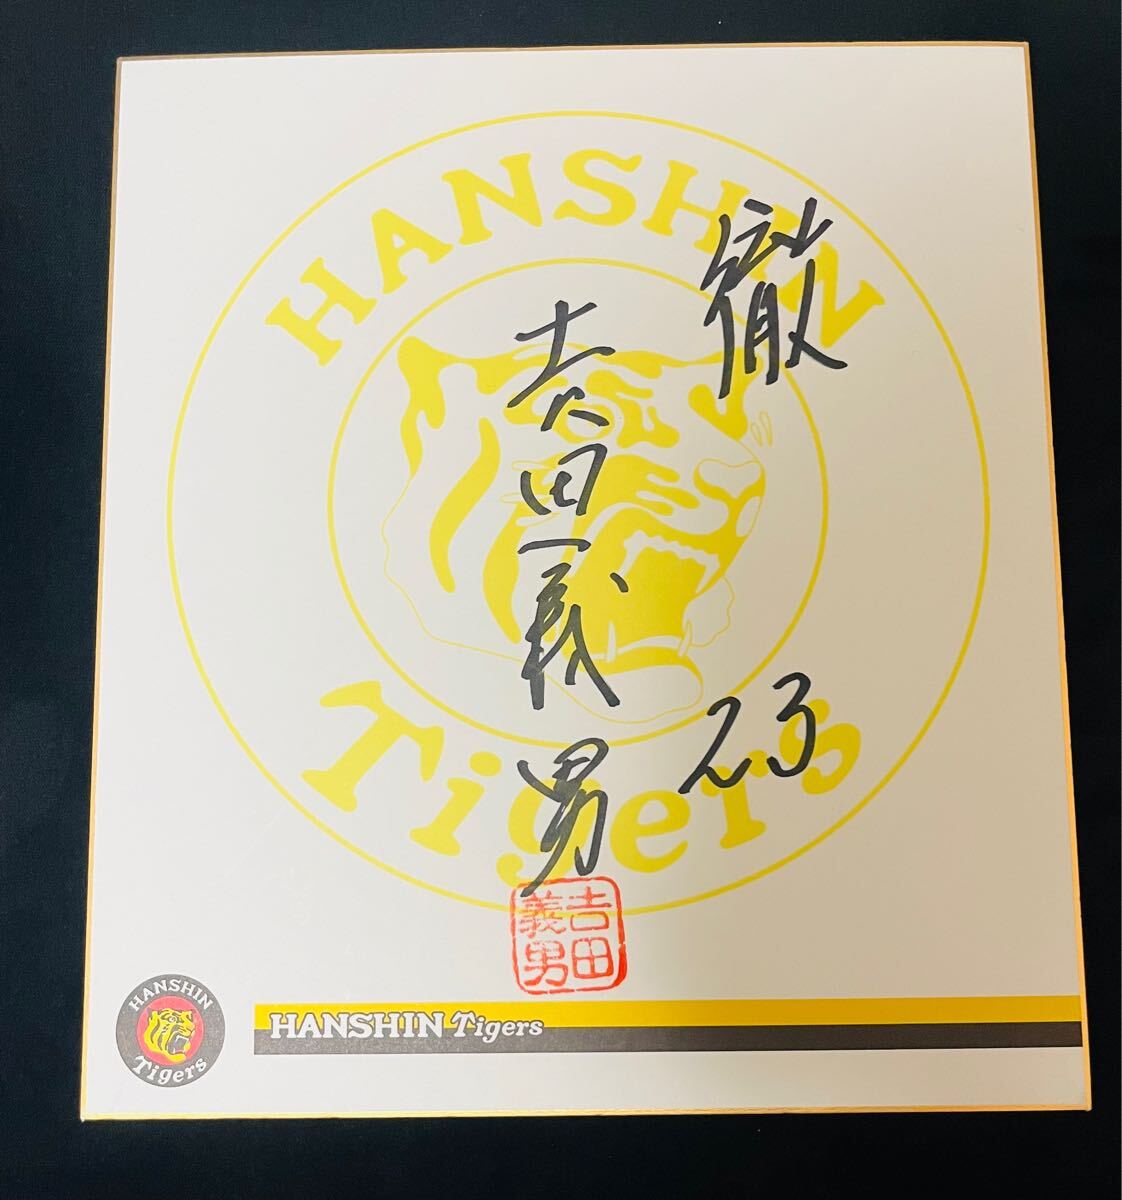 HANSHIN
Tigers
徹
23
吉田義男
吉田
義男
HANSHIN
Tigers
HANSHIN Tigers